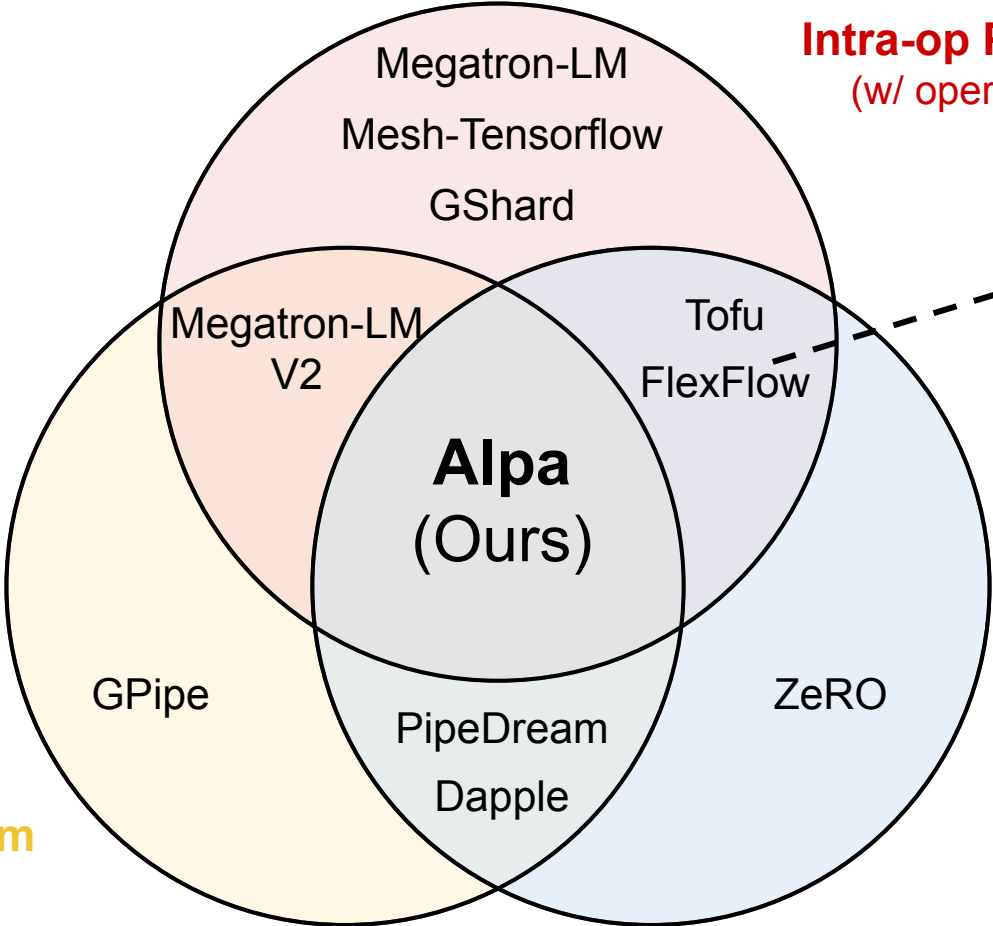 Intra-op
(w/ oper
Megatron-LM
Mesh-Tensorflow
GShard
Megatron-LM
V2
Tofu
FlexFlow
Alpa
(Ours)
GPipe
ZeRO
PipeDream
Dapple
m